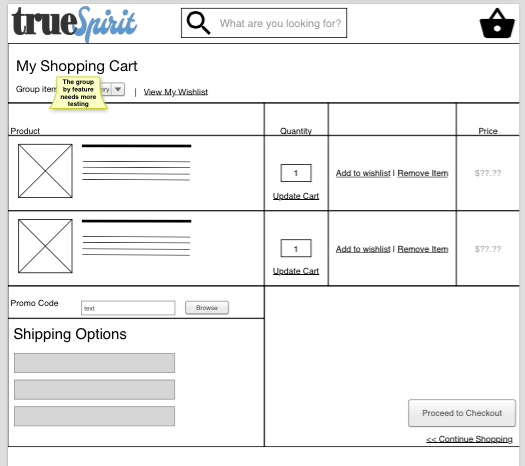 trueSpirit
What are you looking for?
My Shopping Cart
Group item
The group
by feature
needs more
testing
ory
| View My Wishlist
Product Quantity Price
1 Add to wishlist | Remove Item $??.??
Update Cart
1 Add to wishlist | Remove Item $??.??
Update Cart
Promo Code text Browse
Shipping Options
Proceed to Checkout
<< Continue Shopping